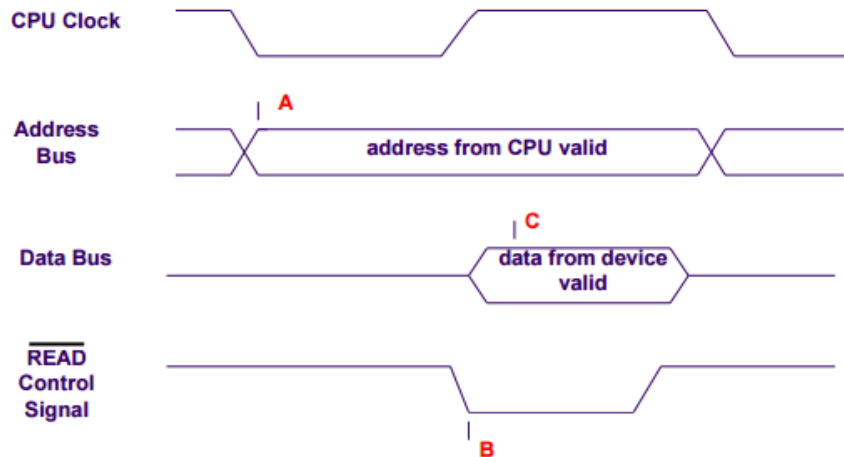 CPU Clock
A
Address
Bus
address from CPU valid
C
Data Bus
data from device
valid
READ
Control
Signal
B